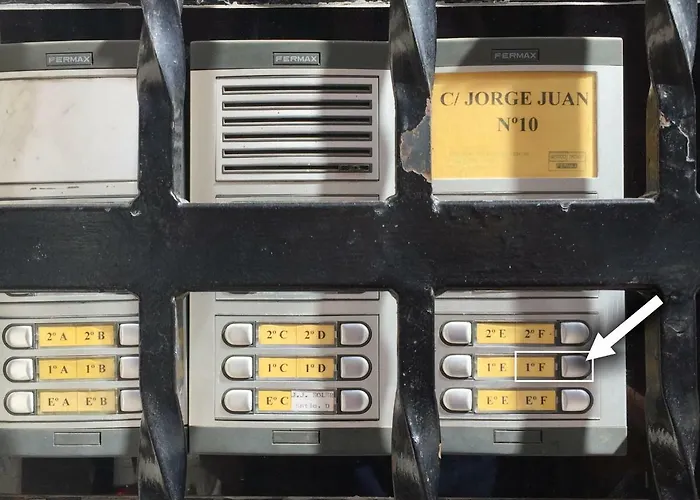 FERMAX
FERMAX
FERMAX
C/ JORGE JUAN
Nº10
2º A 2º B
1º A 1º B
Eº A Eº B
2º C 2º D
1º C 1º D
Eº C
2º E 2º F
1º E 1º F
Eº E Eº F